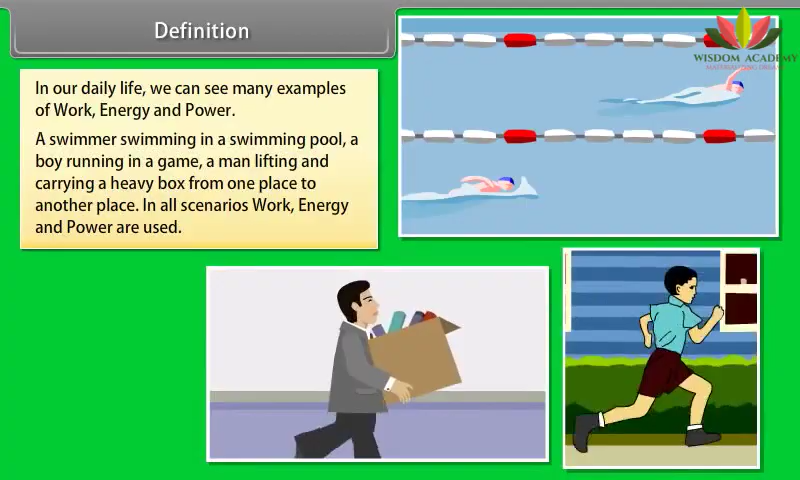 Definition
In our daily life, we can see many examples
of Work, Energy and Power.
A swimmer swimming in a swimming pool, a
boy running in a game, a man lifting and
carrying a heavy box from one place to
another place. In all scenarios Work, Energy
and Power are used.
WISDOM ACADEMY